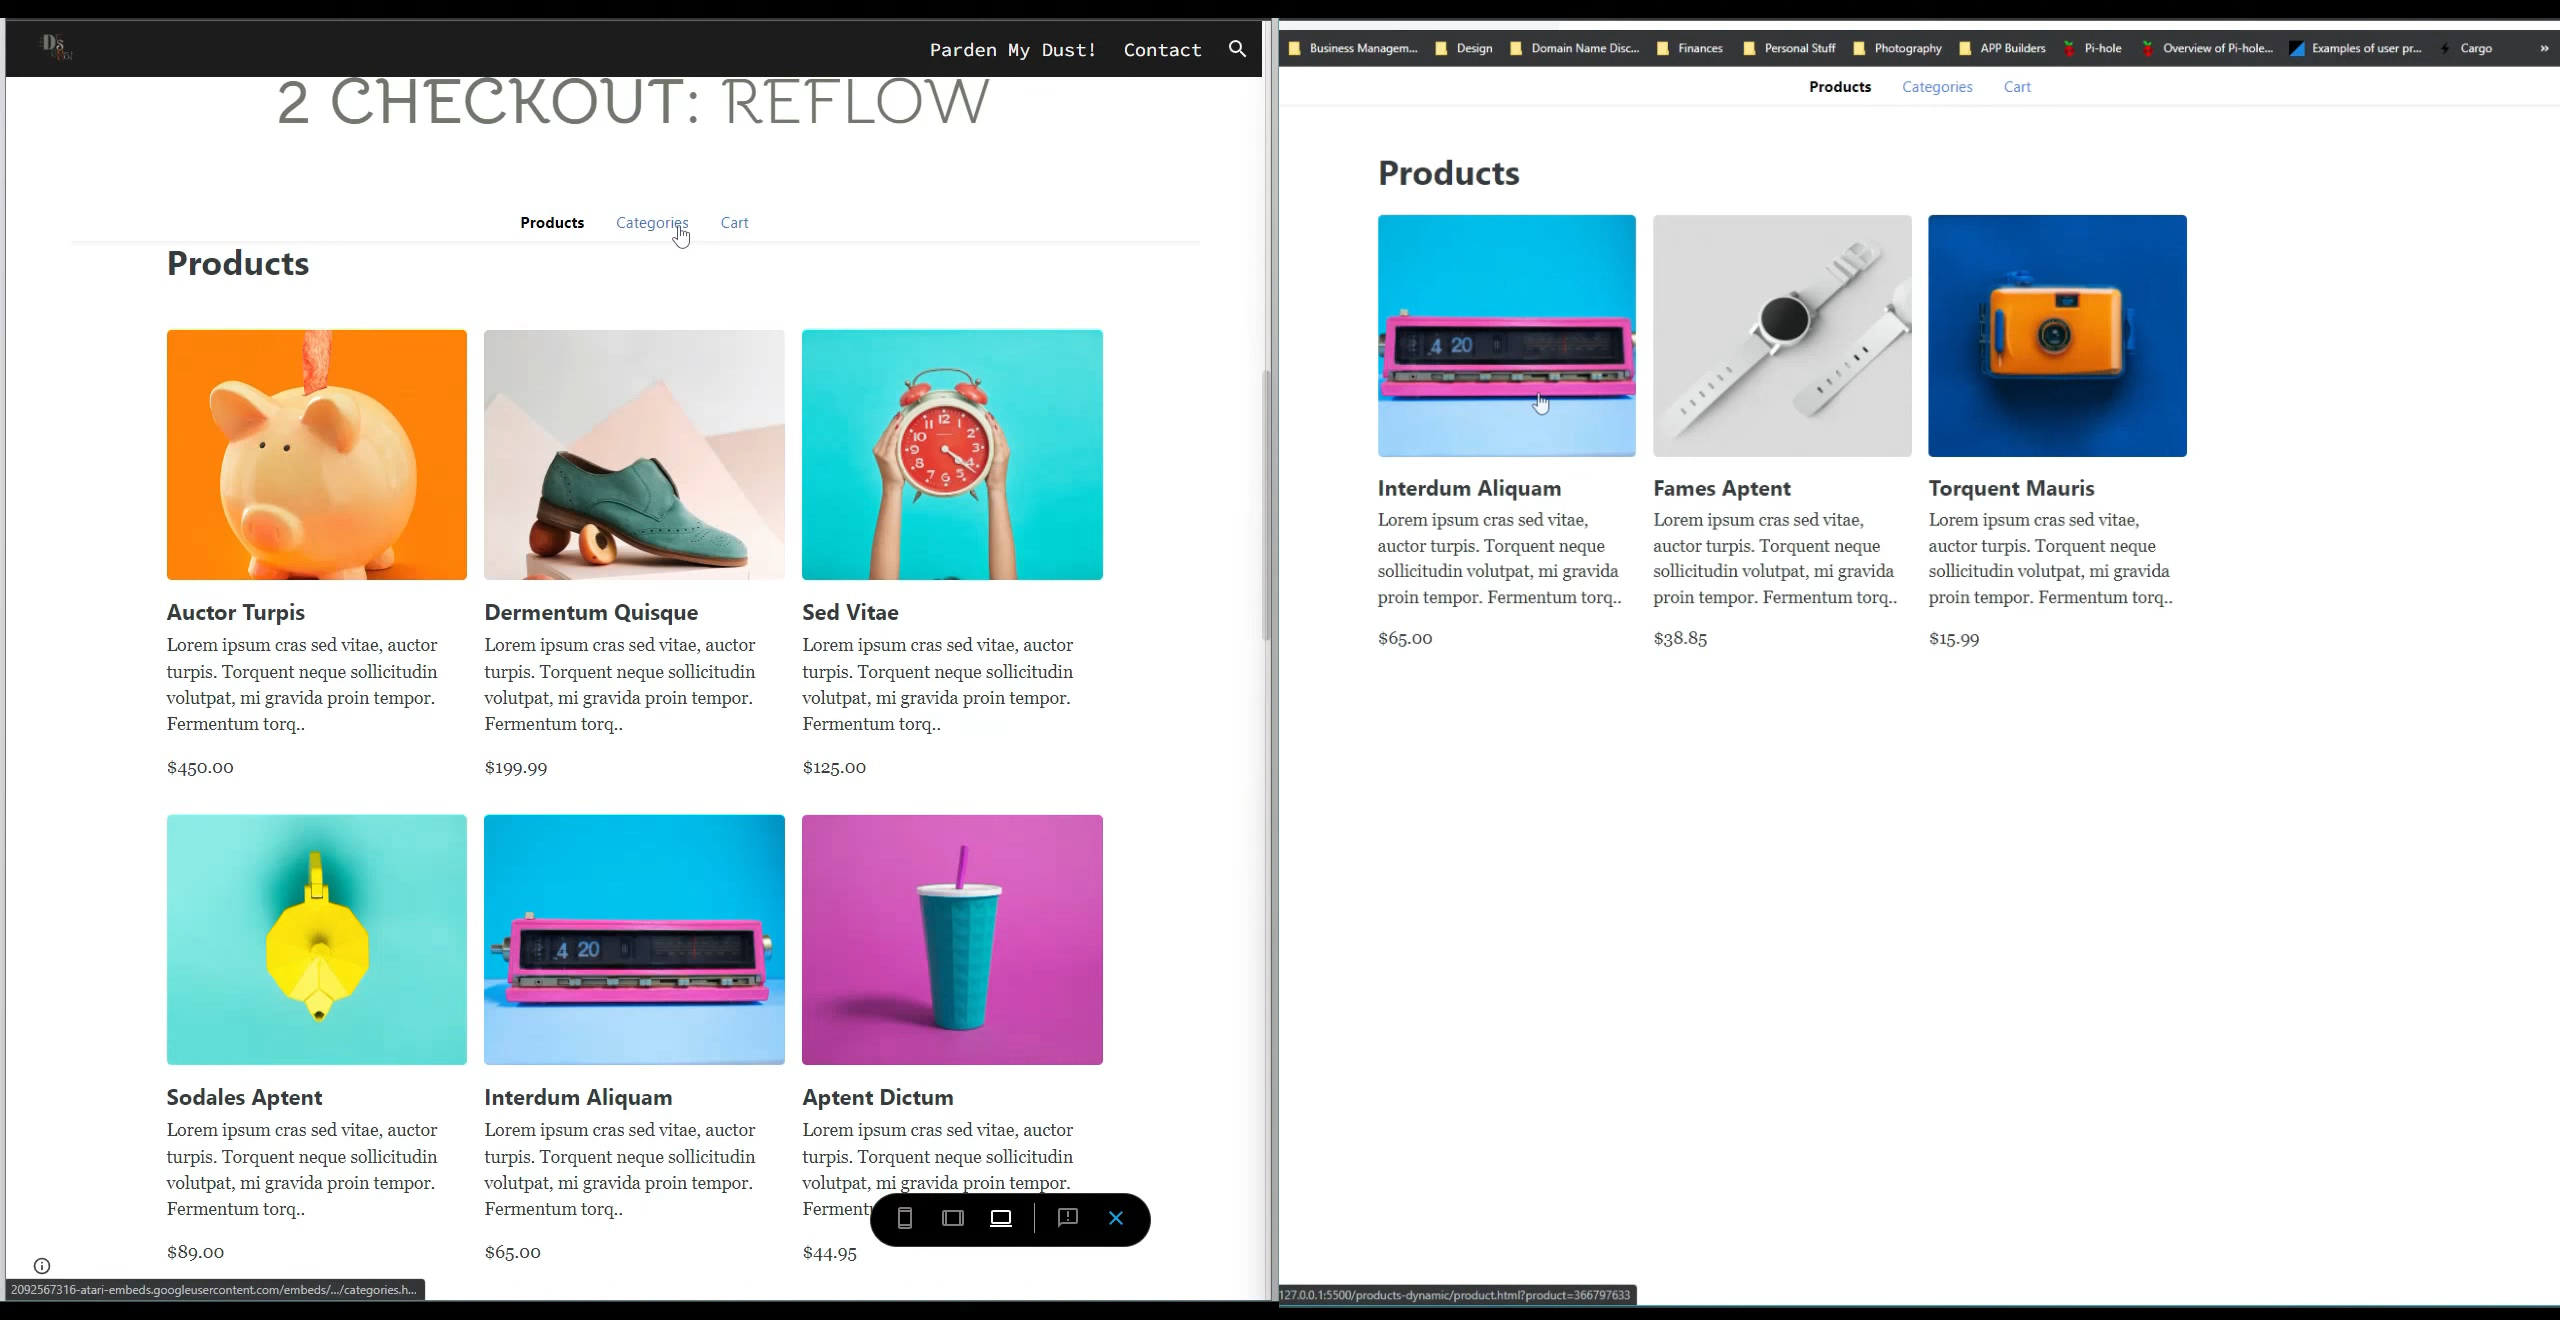 Parden My Dust! Contact
2 CHECKOUT: REFLOW
Products Categories Cart
Products
Auctor Turpis
Lorem ipsum cras sed vitae, auctor
turpis. Torquent neque sollicitudin
volutpat, mi gravida proin tempor.
Fermentum torq..
$450.00
Dermentum Quisque
Lorem ipsum cras sed vitae, auctor
turpis. Torquent neque sollicitudin
volutpat, mi gravida proin tempor.
Fermentum torq..
$199.99
Sed Vitae
Lorem ipsum cras sed vitae, auctor
turpis. Torquent neque sollicitudin
volutpat, mi gravida proin tempor.
Fermentum torq..
$125.00
4 20
Sodales Aptent
Lorem ipsum cras sed vitae, auctor
turpis. Torquent neque sollicitudin
volutpat, mi gravida proin tempor.
Fermentum torq..
$89.00
Interdum Aliquam
Lorem ipsum cras sed vitae, auctor
turpis. Torquent neque sollicitudin
volutpat, mi gravida proin tempor.
Fermentum torq..
$65.00
Aptent Dictum
Lorem ipsum cras sed vitae, auctor
turpis. Torquent neque sollicitudin
volutpat, mi gravida proin tempor.
Ferment
$44.95
2092567316-atari-embeds.googleusercontent.com/embeds/.../categories.h...
Business Managem... Design Domain Name Disc... Finances Personal Stuff Photography APP Builders Pi-hole Overview of Pi-hole... Examples of user pr... Cargo »
Products Categories Cart
Products
4 20
Interdum Aliquam
Lorem ipsum cras sed vitae,
auctor turpis. Torquent neque
sollicitudin volutpat, mi gravida
proin tempor. Fermentum torq..
$65.00
Fames Aptent
Lorem ipsum cras sed vitae,
auctor turpis. Torquent neque
sollicitudin volutpat, mi gravida
proin tempor. Fermentum torq..
$38.85
Torquent Mauris
Lorem ipsum cras sed vitae,
auctor turpis. Torquent neque
sollicitudin volutpat, mi gravida
proin tempor. Fermentum torq..
$15.99
127.0.0.1:5500/products-dynamic/product.html?product=366797633